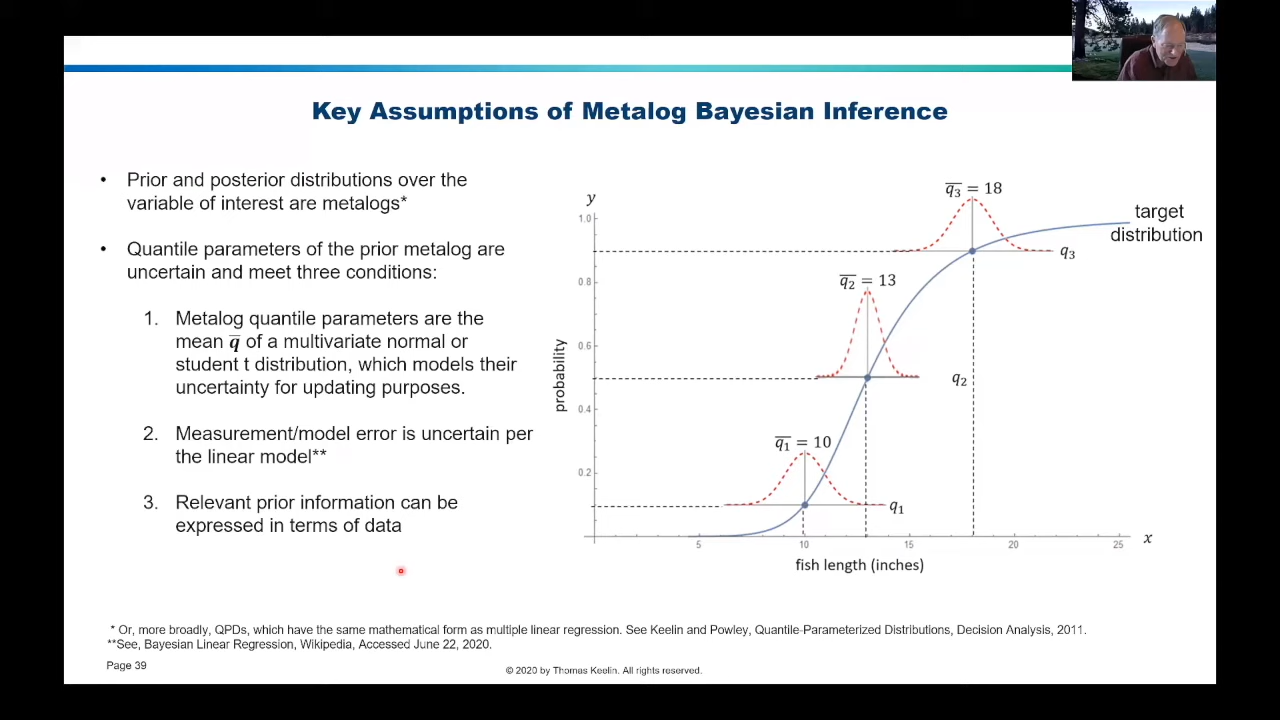 Key Assumptions of Metalog Bayesian Inference
• Prior and posterior distributions over the
variable of interest are metalogs*
• Quantile parameters of the prior metalog are
uncertain and meet three conditions:
1. Metalog quantile parameters are the
mean q̅ of a multivariate normal or
student t distribution, which models their
uncertainty for updating purposes.
2. Measurement/model error is uncertain per
the linear model**
3. Relevant prior information can be
expressed in terms of data
y
1.0
0.8
0.6
0.4
0.2
probability
q̅₃ = 18
target
distribution
q₃
q̅₂ = 13
q₂
q̅₁ = 10
q₁
5 10 15 20 25
x
fish length (inches)
* Or, more broadly, QPDs, which have the same mathematical form as multiple linear regression. See Keelin and Powley, Quantile-Parameterized Distributions, Decision Analysis, 2011.
**See, Bayesian Linear Regression, Wikipedia, Accessed June 22, 2020.
Page 39
© 2020 by Thomas Keelin. All rights reserved.